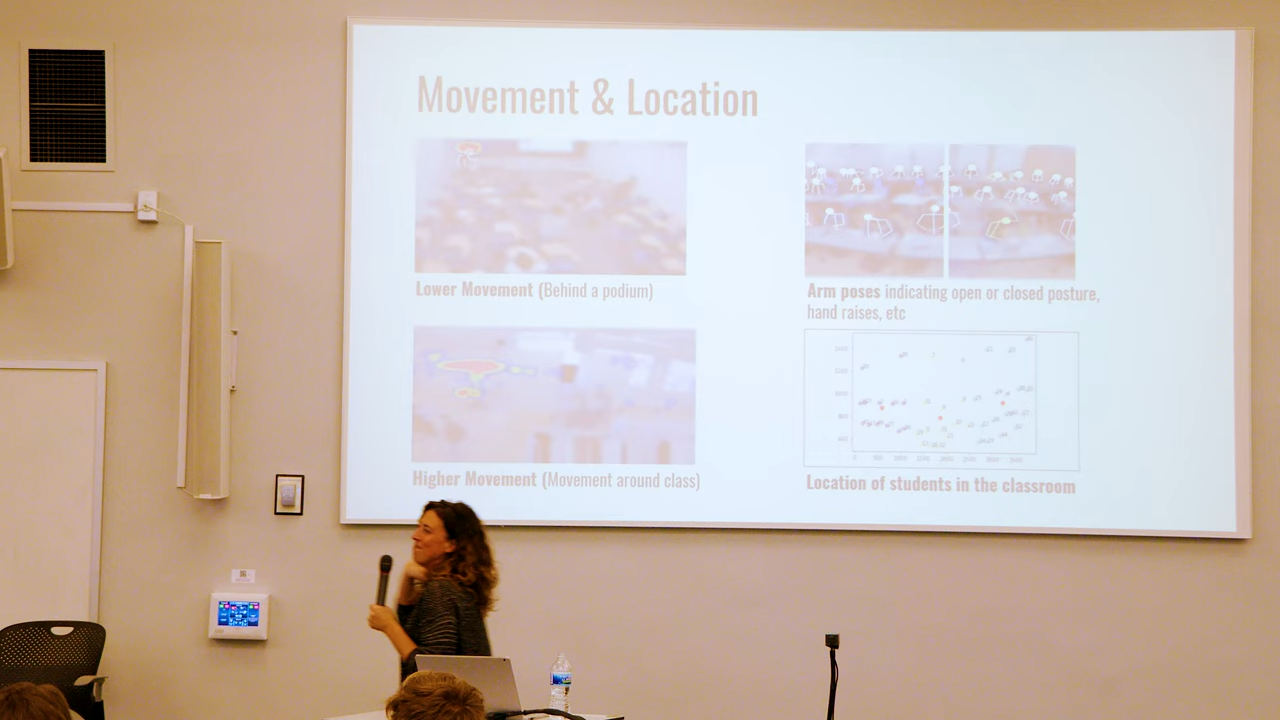 Movement & Location
Lower Movement (Behind a podium)
Arm poses indicating open or closed posture,
hand raises, etc
Higher Movement (Movement around class)
Location of students in the classroom